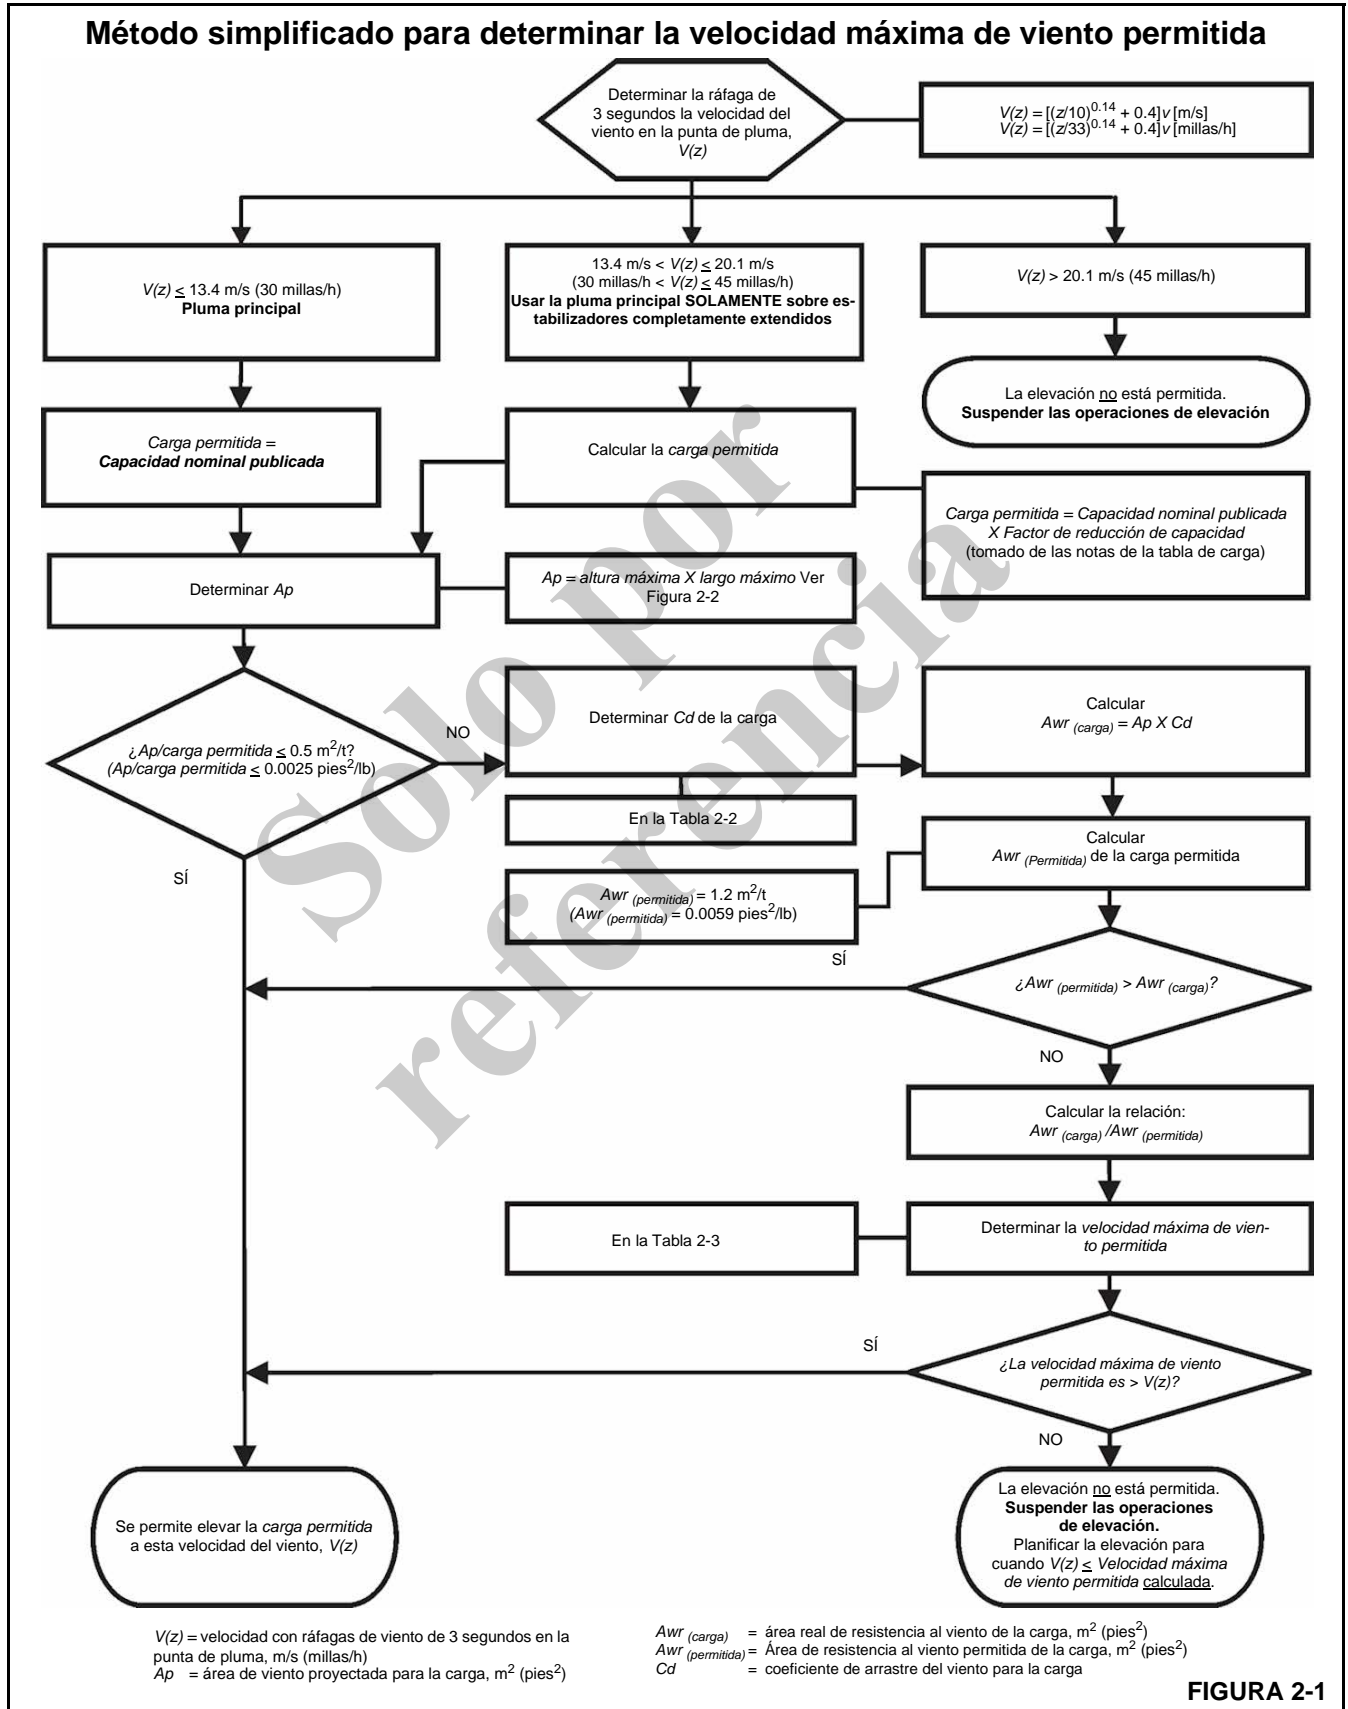 Método simplificado para determinar la velocidad máxima de viento permitida
Determinar la ráfaga de
3 segundos la velocidad del
viento en la punta de pluma,
V(z)
V(z) = [(z/10)^0.14 + 0.4] v [m/s]
V(z) = [(z/33)^0.14 + 0.4] v [millas/h]
V(z) ≤ 13.4 m/s (30 millas/h)
Pluma principal
13.4 m/s < V(z) ≤ 20.1 m/s
(30 millas/h < V(z) ≤ 45 millas/h)
Usar la pluma principal SOLAMENTE sobre es-
tabilizadores completamente extendidos
V(z) > 20.1 m/s (45 millas/h)
La elevación no está permitida.
Suspender las operaciones de elevación
Carga permitida =
Capacidad nominal publicada
Calcular la carga permitida
Carga permitida = Capacidad nominal publicada
X Factor de reducción de capacidad
(tomado de las notas de la tabla de carga)
Determinar Ap
Ap = altura máxima X largo máximo Ver
Figura 2-2
¿Ap/carga permitida ≤ 0.5 m²/t?
(Ap/carga permitida ≤ 0.0025 pies²/lb)
NO
SÍ
Determinar Cd de la carga
En la Tabla 2-2
Calcular
Awr (carga) = Ap X Cd
Calcular
Awr (Permitida) de la carga permitida
Awr (permitida) = 1.2 m²/t
(Awr (permitida) = 0.0059 pies²/lb)
SÍ
¿Awr (permitida) > Awr (carga)?
NO
Calcular la relación:
Awr (carga) /Awr (permitida)
En la Tabla 2-3
Determinar la velocidad máxima de vien-
to permitida
SÍ
¿La velocidad máxima de viento
permitida es > V(z)?
NO
Se permite elevar la carga permitida
a esta velocidad del viento, V(z)
La elevación no está permitida.
Suspender las operaciones
de elevación.
Planificar la elevación para
cuando V(z) ≤ Velocidad máxima
de viento permitida calculada.
V(z) = velocidad con ráfagas de viento de 3 segundos en la
punta de pluma, m/s (millas/h)
Ap = área de viento proyectada para la carga, m² (pies²)
Awr (carga) = área real de resistencia al viento de la carga, m² (pies²)
Awr (permitida) = Área de resistencia al viento permitida de la carga, m² (pies²)
Cd = coeficiente de arrastre del viento para la carga
FIGURA 2-1
Solo por
referencia